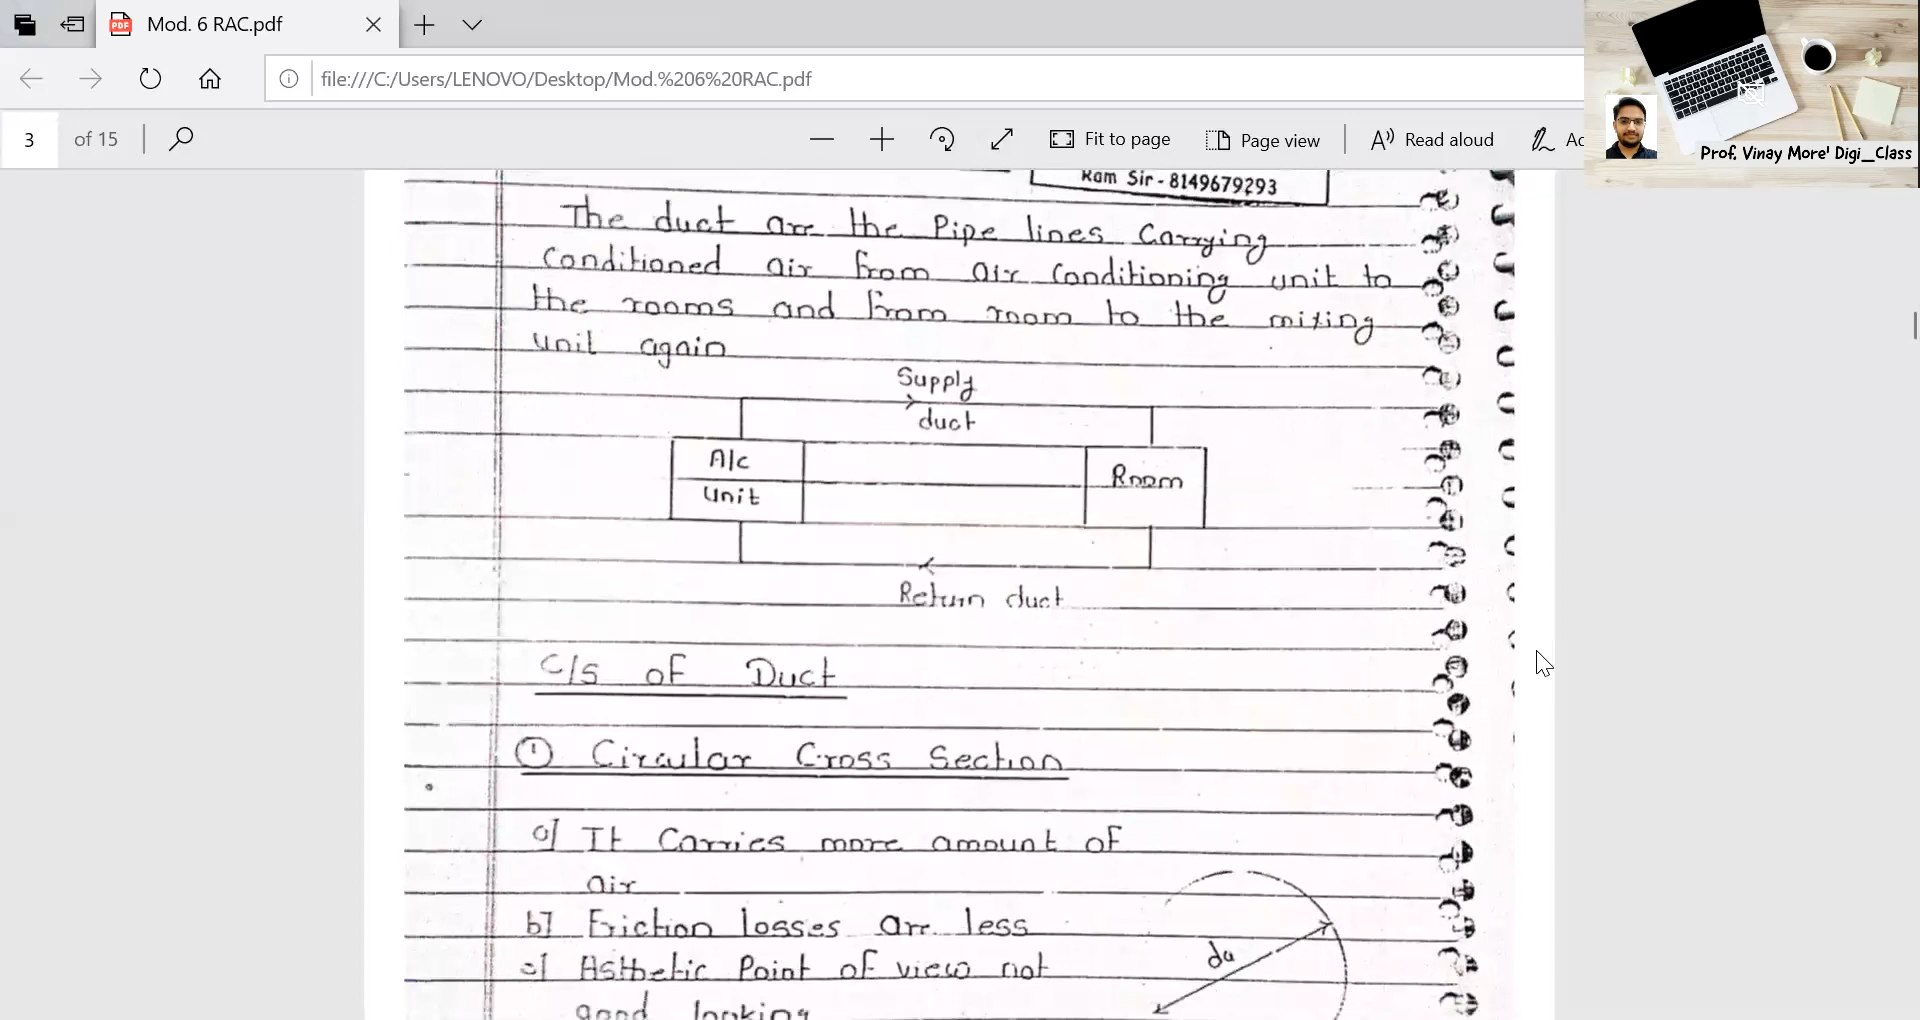 Mod. 6 RAC.pdf
file:///C:/Users/LENOVO/Desktop/Mod.%206%20RAC.pdf
3 of 15
Fit to page
Page view
Read aloud
Prof. Vinay More' Digi_Class
Ram Sir - 8149679293
The duct are the Pipe lines Carrying
Conditioned air from air Conditioning unit to
the rooms and from room to the mixing
unit again
Supply
duct
A/c
Unit
Room
Return duct
C/s of Duct
① Circular Cross Section
a] It Carries more amount of
air
b] Friction losses are less
c] Asthetic Point of view not
good looking
da